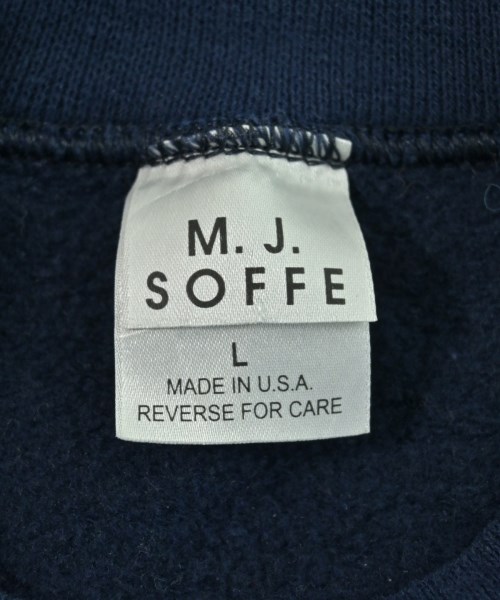 M. J.
SOFFE
L
MADE IN U.S.A.
REVERSE FOR CARE